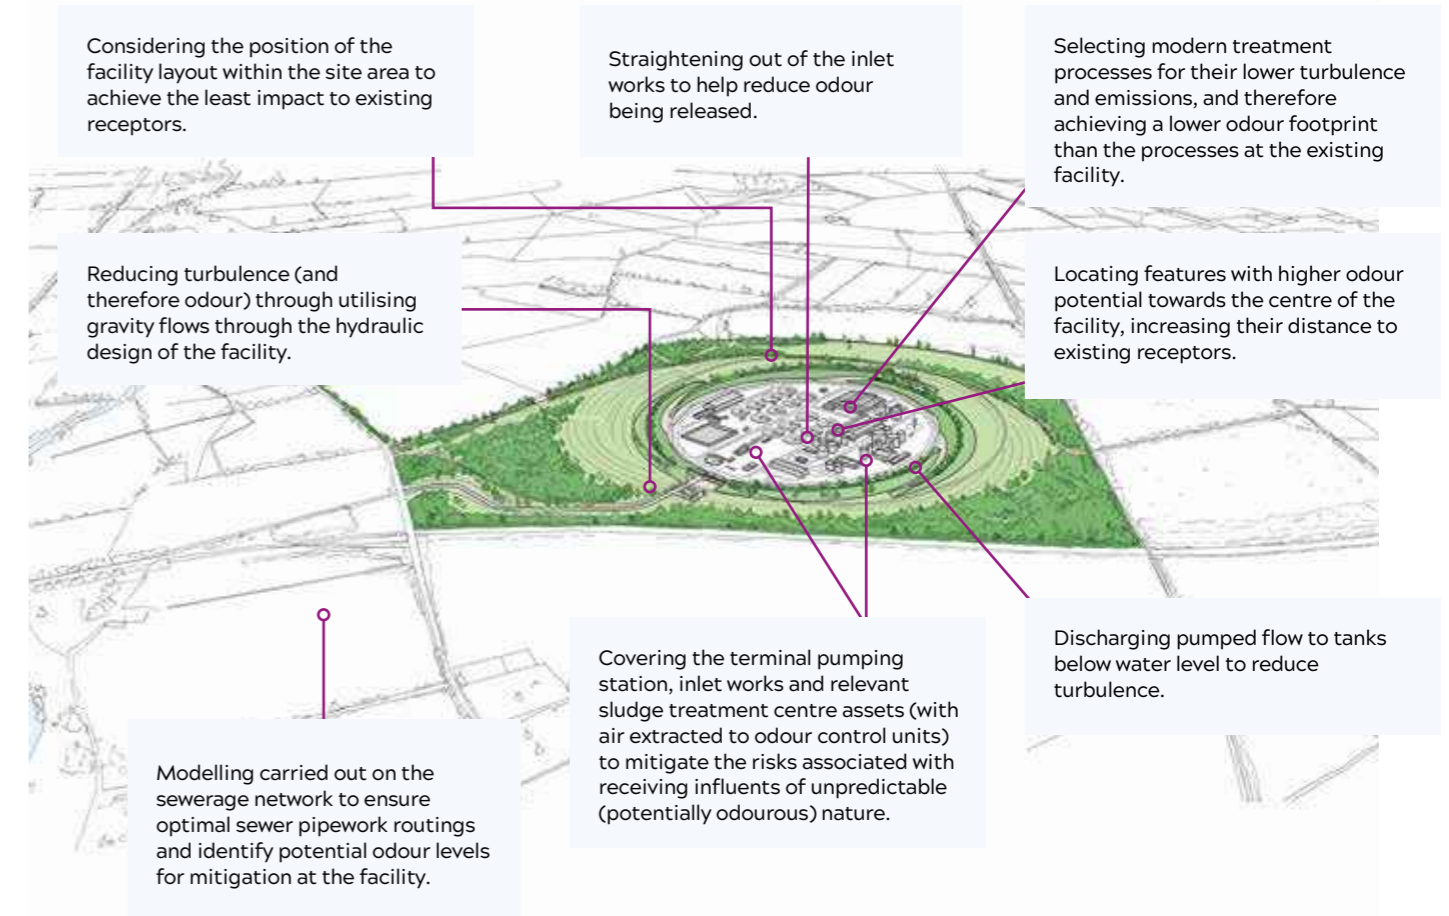 Considering the position of the
facility layout within the site area to
achieve the least impact to existing
receptors.
Straightening out of the inlet
works to help reduce odour
being released.
Selecting modern treatment
processes for their lower turbulence
and emissions, and therefore
achieving a lower odour footprint
than the processes at the existing
facility.
Reducing turbulence (and
therefore odour) through utilising
gravity flows through the hydraulic
design of the facility.
Locating features with higher odour
potential towards the centre of the
facility, increasing their distance to
existing receptors.
Covering the terminal pumping
station, inlet works and relevant
sludge treatment centre assets (with
air extracted to odour control units)
to mitigate the risks associated with
receiving influents of unpredictable
(potentially odourous) nature.
Discharging pumped flow to tanks
below water level to reduce
turbulence.
Modelling carried out on the
sewerage network to ensure
optimal sewer pipework routings
and identify potential odour levels
for mitigation at the facility.